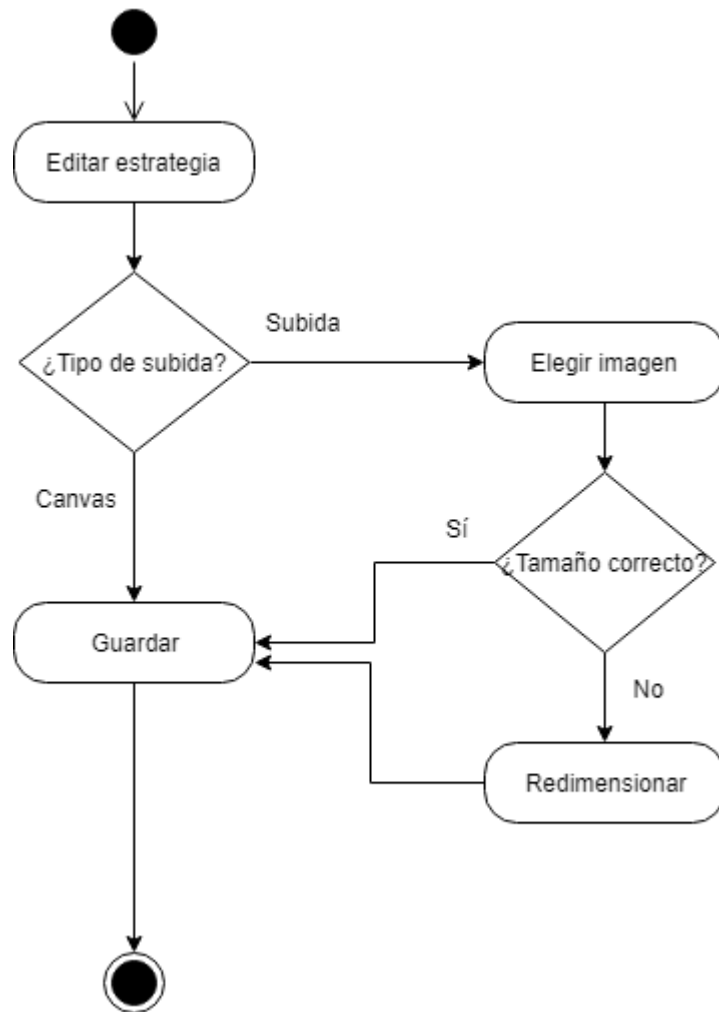 Editar estrategia
¿Tipo de subida?
Subida
Elegir imagen
Canvas
Sí
¿Tamaño correcto?
Guardar
No
Redimensionar